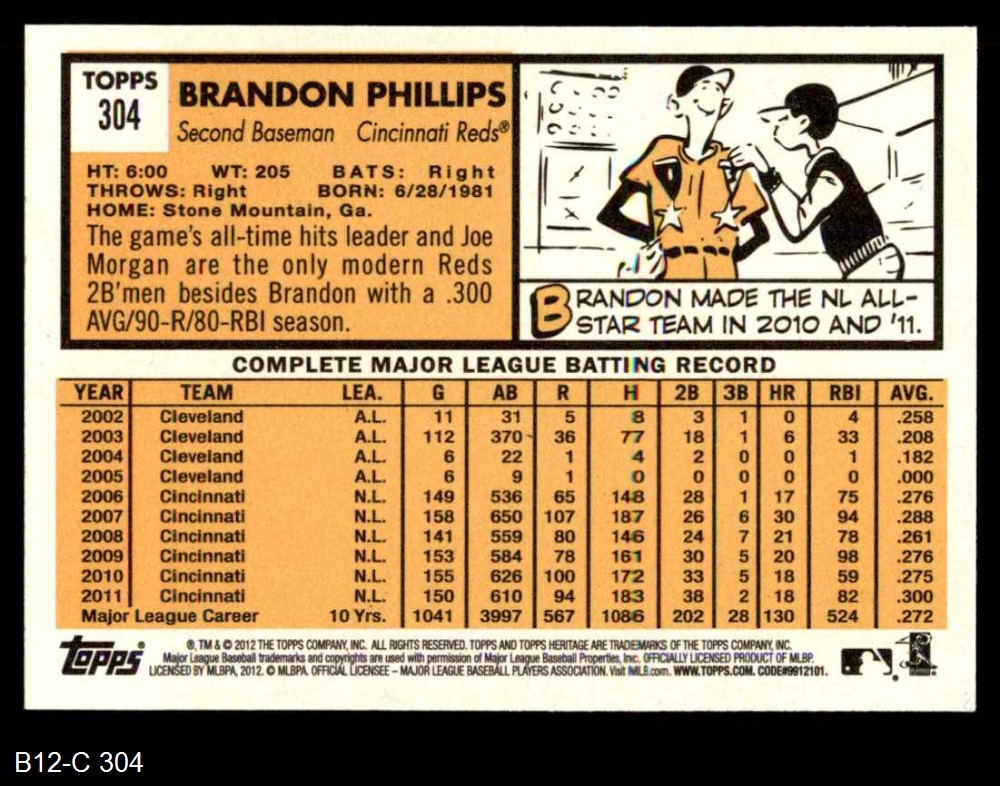 TOPPS
304
BRANDON PHILLIPS
Second Baseman Cincinnati Reds®
HT: 6:00 WT: 205 BATS: Right
THROWS: Right BORN: 6/28/1981
HOME: Stone Mountain, Ga.
The game's all-time hits leader and Joe
Morgan are the only modern Reds
2B'men besides Brandon with a .300
AVG/90-R/80-RBI season.
BRANDON MADE THE NL ALL-
STAR TEAM IN 2010 AND '11.
COMPLETE MAJOR LEAGUE BATTING RECORD
YEAR TEAM LEA. G AB R H 2B 3B HR RBI AVG.
2002 Cleveland A.L. 11 31 5 8 3 1 0 4 .258
2003 Cleveland A.L. 112 370 36 77 18 1 6 33 .208
2004 Cleveland A.L. 6 22 1 4 2 0 0 1 .182
2005 Cleveland A.L. 6 9 1 0 0 0 0 0 .000
2006 Cincinnati N.L. 149 536 65 148 28 1 17 75 .276
2007 Cincinnati N.L. 158 650 107 187 26 6 30 94 .288
2008 Cincinnati N.L. 141 559 80 146 24 7 21 78 .261
2009 Cincinnati N.L. 153 584 78 161 30 5 20 98 .276
2010 Cincinnati N.L. 155 626 100 172 33 5 18 59 .275
2011 Cincinnati N.L. 150 610 94 183 38 2 18 82 .300
Major League Career 10 Yrs. 1041 3997 567 1086 202 28 130 524 .272
Topps
®, TM & © 2012 THE TOPPS COMPANY, INC. ALL RIGHTS RESERVED. TOPPS AND TOPPS HERITAGE ARE TRADEMARKS OF THE TOPPS COMPANY, INC.
Major League Baseball trademarks and copyrights are used with permission of Major League Baseball Properties, Inc. OFFICIALLY LICENSED PRODUCT OF MLBP.
LICENSED BY MLBPA, 2012. © MLBPA. OFFICIAL LICENSEE – MAJOR LEAGUE BASEBALL PLAYERS ASSOCIATION. Visit MLB.com. WWW.TOPPS.COM. CODE#9912101.
B12-C 304